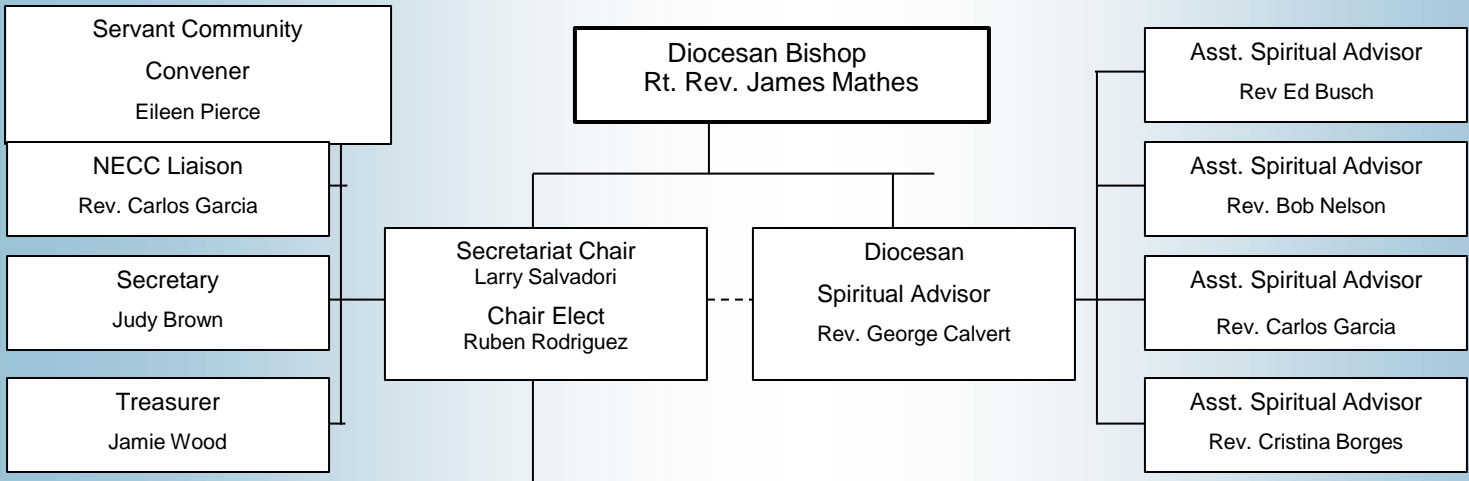 Servant Community
Convener
Eileen Pierce
NECC Liaison
Rev. Carlos Garcia
Secretary
Judy Brown
Treasurer
Jamie Wood
Diocesan Bishop
Rt. Rev. James Mathes
Secretariat Chair
Larry Salvadori
Chair Elect
Ruben Rodriguez
Diocesan
Spiritual Advisor
Rev. George Calvert
Asst. Spiritual Advisor
Rev Ed Busch
Asst. Spiritual Advisor
Rev. Bob Nelson
Asst. Spiritual Advisor
Rev. Carlos Garcia
Asst. Spiritual Advisor
Rev. Cristina Borges